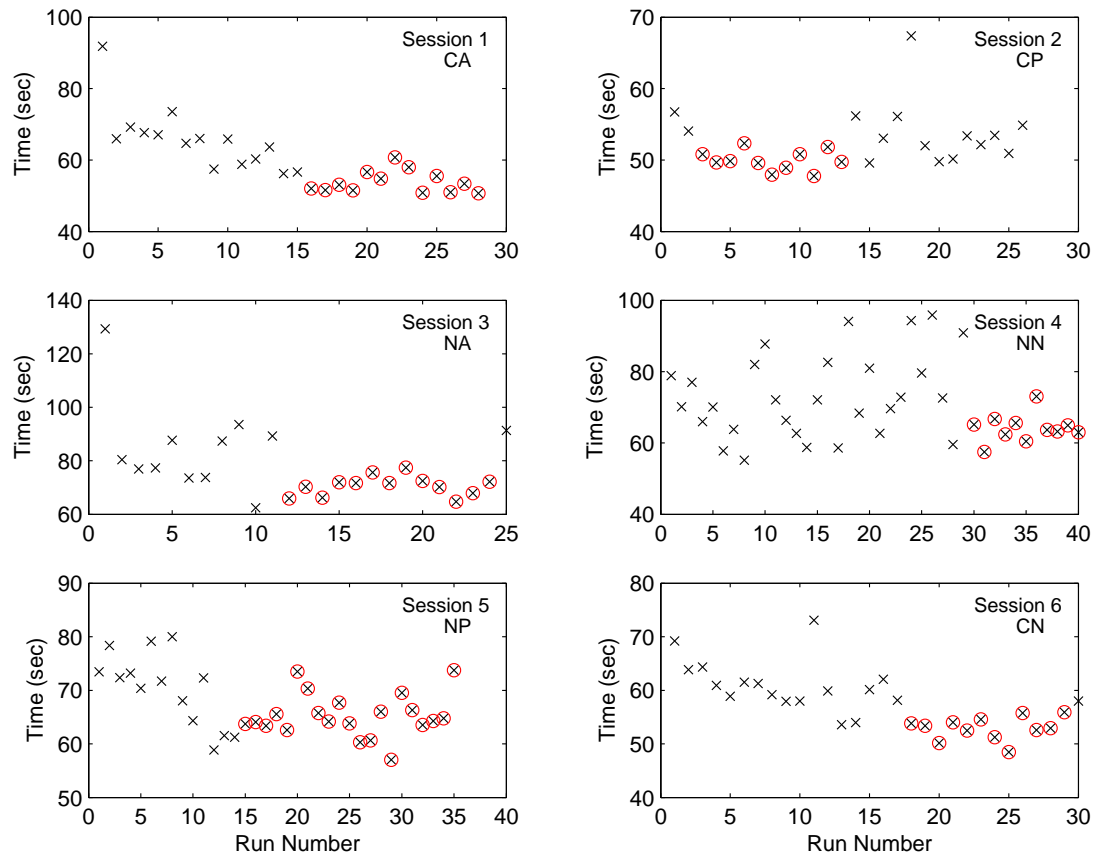 100
80
60
40
Time (sec)
0 5 10 15 20 25 30
Session 1
CA
70
60
50
40
Time (sec)
0 5 10 15 20 25 30
Session 2
CP
140
120
100
80
60
Time (sec)
0 5 10 15 20 25
Session 3
NA
100
80
60
40
Time (sec)
0 5 10 15 20 25 30 35 40
Session 4
NN
90
80
70
60
50
Time (sec)
0 5 10 15 20 25 30 35 40
Run Number
Session 5
NP
80
70
60
50
40
Time (sec)
0 5 10 15 20 25 30
Run Number
Session 6
CN